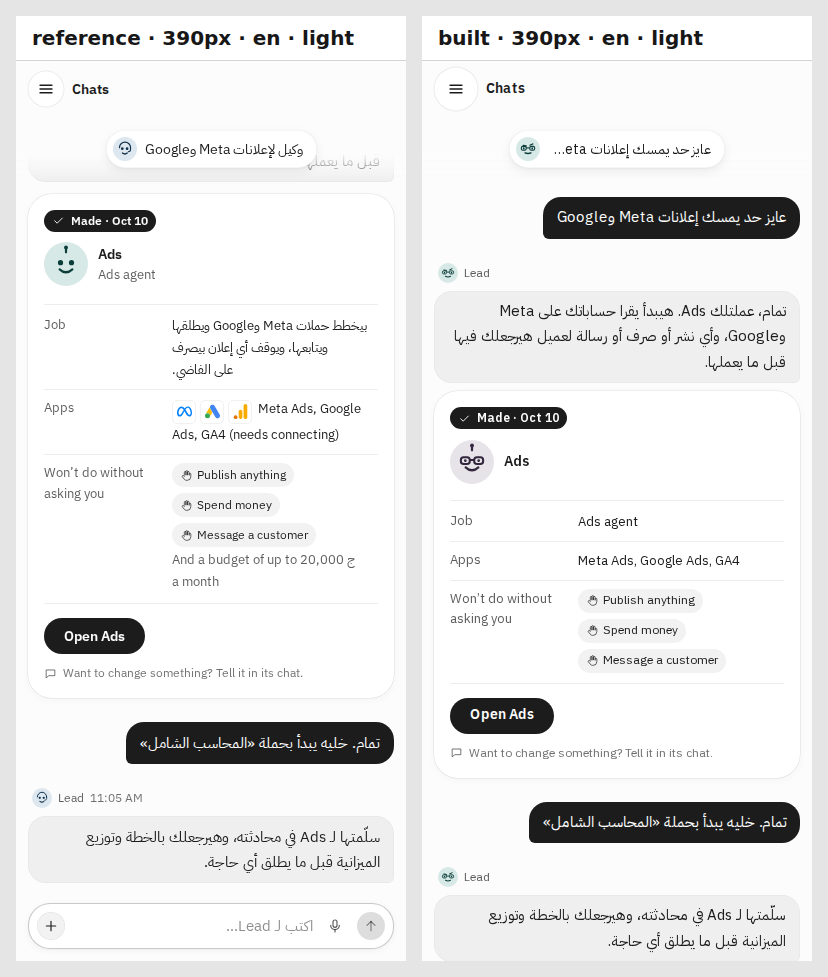 reference · 390px · en · light
Chats
وكيل لإعلانات Meta وGoogle
قبل ما يعملها
Made · Oct 10
Ads
Ads agent
Job
بيخطط حملات Meta وGoogle ويطلقها
ويتابعها، ويوقف أي إعلان بيصرف
على الفاضي.
Apps
Meta Ads, Google
Ads, GA4 (needs connecting)
Won’t do without
asking you
Publish anything
Spend money
Message a customer
And a budget of up to 20,000 ج
a month
Open Ads
Want to change something? Tell it in its chat.
تمام. خليه يبدأ بحملة «المحاسب الشامل»
Lead 11:05 AM
سلّمتها لـ Ads في محادثته، وهيرجعلك بالخطة وتوزيع
الميزانية قبل ما يطلق أي حاجة.
اكتب لـ Lead...
built · 390px · en · light
Chats
عايز حد يمسك إعلانات eta...
عايز حد يمسك إعلانات Meta وGoogle
Lead
تمام، عملتلك Ads. هيبدأ يقرا حساباتك على Meta
وGoogle، وأي نشر أو صرف أو رسالة لعميل هيرجعلك فيها
قبل ما يعملها.
Made · Oct 10
Ads
Job
Ads agent
Apps
Meta Ads, Google Ads, GA4
Won't do without
asking you
Publish anything
Spend money
Message a customer
Open Ads
Want to change something? Tell it in its chat.
تمام. خليه يبدأ بحملة «المحاسب الشامل»
Lead
سلّمتها لـ Ads في محادثته، وهيرجعلك بالخطة وتوزيع
الميزانية قبل ما يطلق أي حاجة.